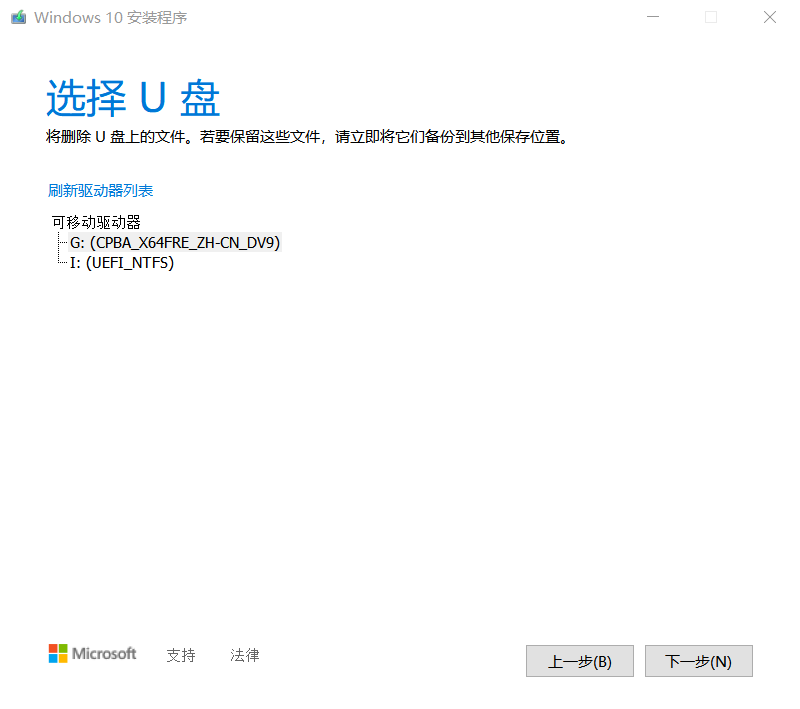 Windows 10 安装程序
选择 U 盘
将删除 U 盘上的文件。若要保留这些文件，请立即将它们备份到其他保存位置。
刷新驱动器列表
可移动驱动器
G: (CPBA_X64FRE_ZH-CN_DV9)
I: (UEFI_NTFS)
Microsoft 支持 法律 上一步(B) 下一步(N)